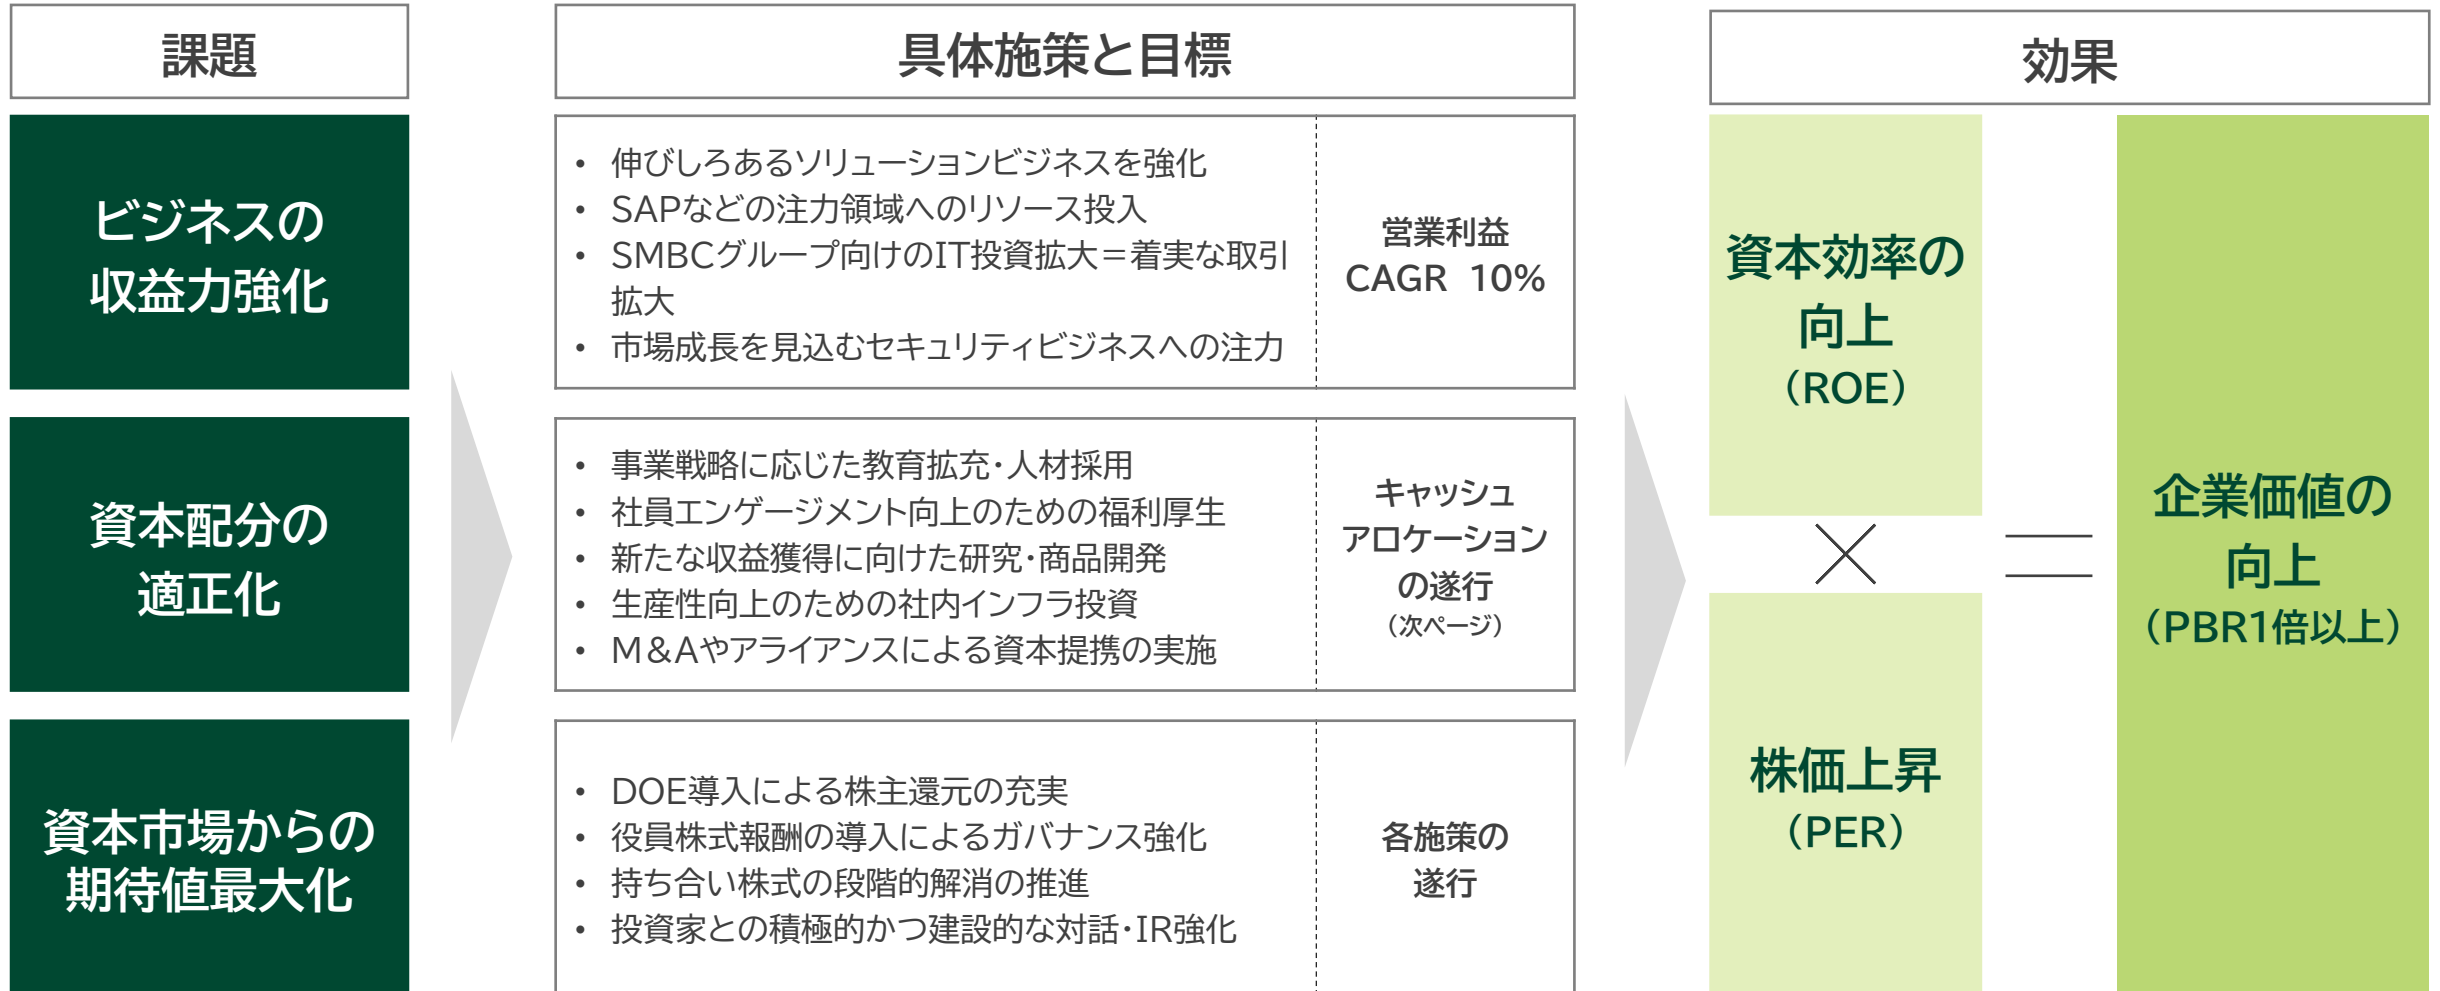 課題
具体施策と目標
効果
ビジネスの
収益力強化
• 伸びしろあるソリューションビジネスを強化
• SAPなどの注力領域へのリソース投入
• SMBCグループ向けのIT投資拡大＝着実な取引
拡大
• 市場成長を見込むセキュリティビジネスへの注力
営業利益
CAGR 10%
資本配分の
適正化
• 事業戦略に応じた教育拡充・人材採用
• 社員エンゲージメント向上のための福利厚生
• 新たな収益獲得に向けた研究・商品開発
• 生産性向上のための社内インフラ投資
• M＆Aやアライアンスによる資本提携の実施
キャッシュ
アロケーション
の遂行
（次ページ）
資本市場からの
期待値最大化
• DOE導入による株主還元の充実
• 役員株式報酬の導入によるガバナンス強化
• 持ち合い株式の段階的解消の推進
• 投資家との積極的かつ建設的な対話・IR強化
各施策の
遂行
資本効率の
向上
（ROE）
×
株価上昇
（PER）
＝
企業価値の
向上
（PBR1倍以上）